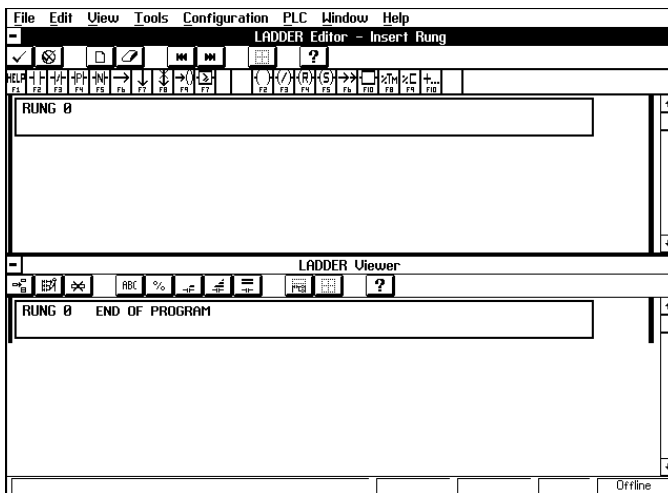 File Edit View Tools Configuration PLC Window Help
LADDER Editor - Insert Rung
?
HELP P N R S %TM %C +...
F1 F2 F3 F4 F5 F6 F7 F8 F9 F7 F2 F3 F4 F5 F6 F10 F8 F9 F10
RUNG 0
LADDER Viewer
ABC % ?
RUNG 0 END OF PROGRAM
Offline